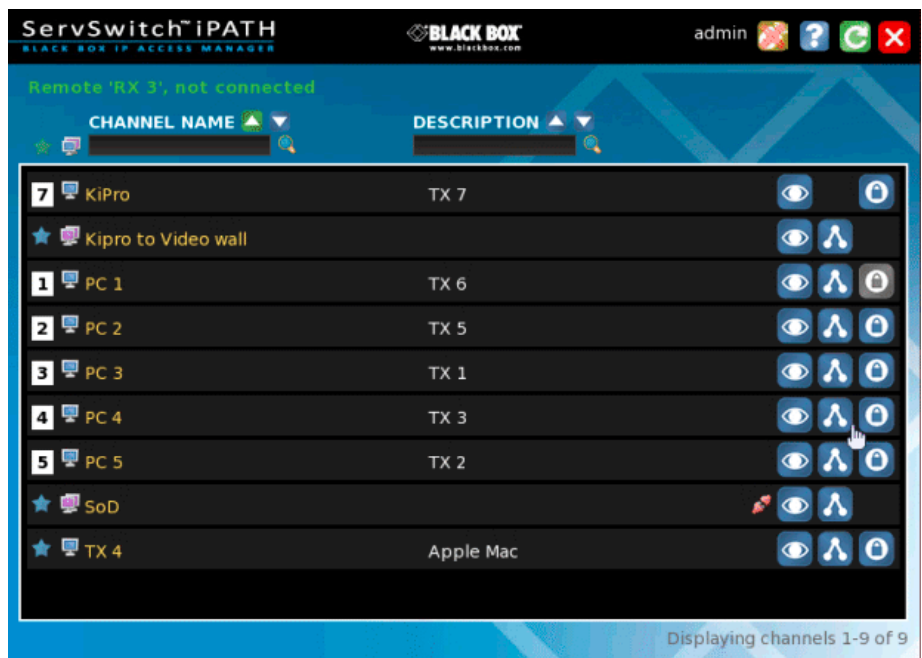 ServSwitch™iPATH
BLACK BOX IP ACCESS MANAGER
BLACK BOX
www.blackbox.com
admin
Remote 'RX 3', not connected
CHANNEL NAME DESCRIPTION
7 KiPro TX 7
Kipro to Video wall
1 PC 1 TX 6
2 PC 2 TX 5
3 PC 3 TX 1
4 PC 4 TX 3
5 PC 5 TX 2
SoD
TX 4 Apple Mac
Displaying channels 1-9 of 9